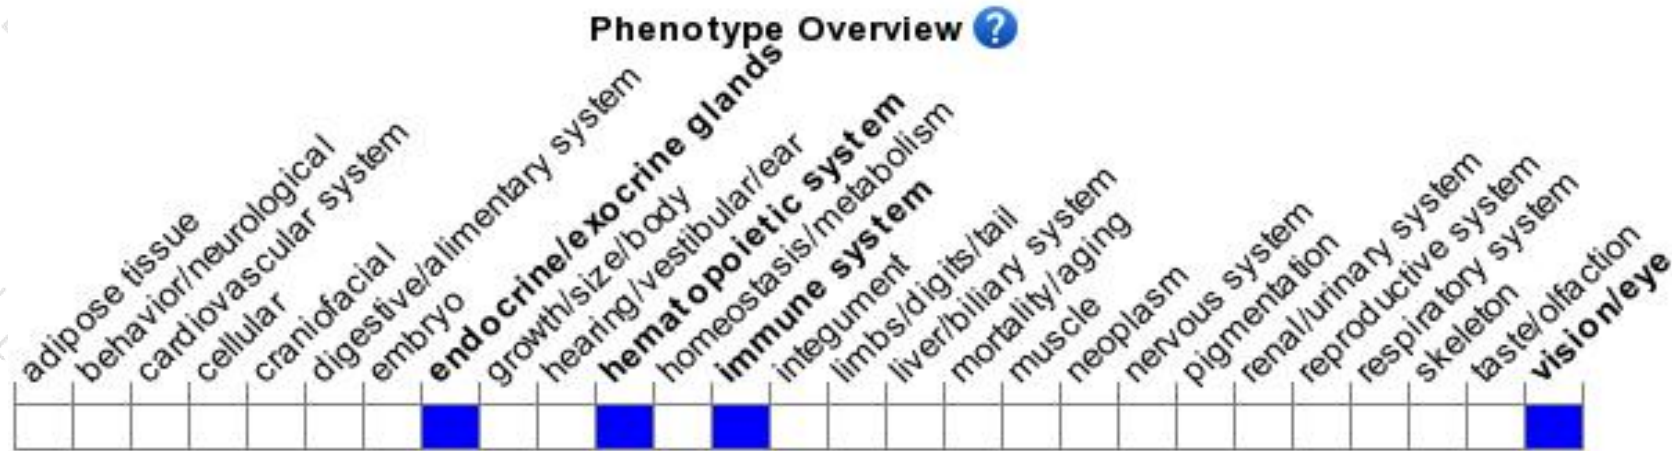 Phenotype Overview ?
adipose tissue
behavior/neurological
cardiovascular system
cellular
craniofacial
digestive/alimentary system
embryo
endocrine/exocrine glands
growth/size/body
hearing/vestibular/ear
hematopoietic system
homeostasis/metabolism
immune system
integument
limbs/digits/tail
liver/biliary system
mortality/aging
muscle
neoplasm
nervous system
pigmentation
renal/urinary system
reproductive system
respiratory system
skeleton
taste/olfaction
vision/eye